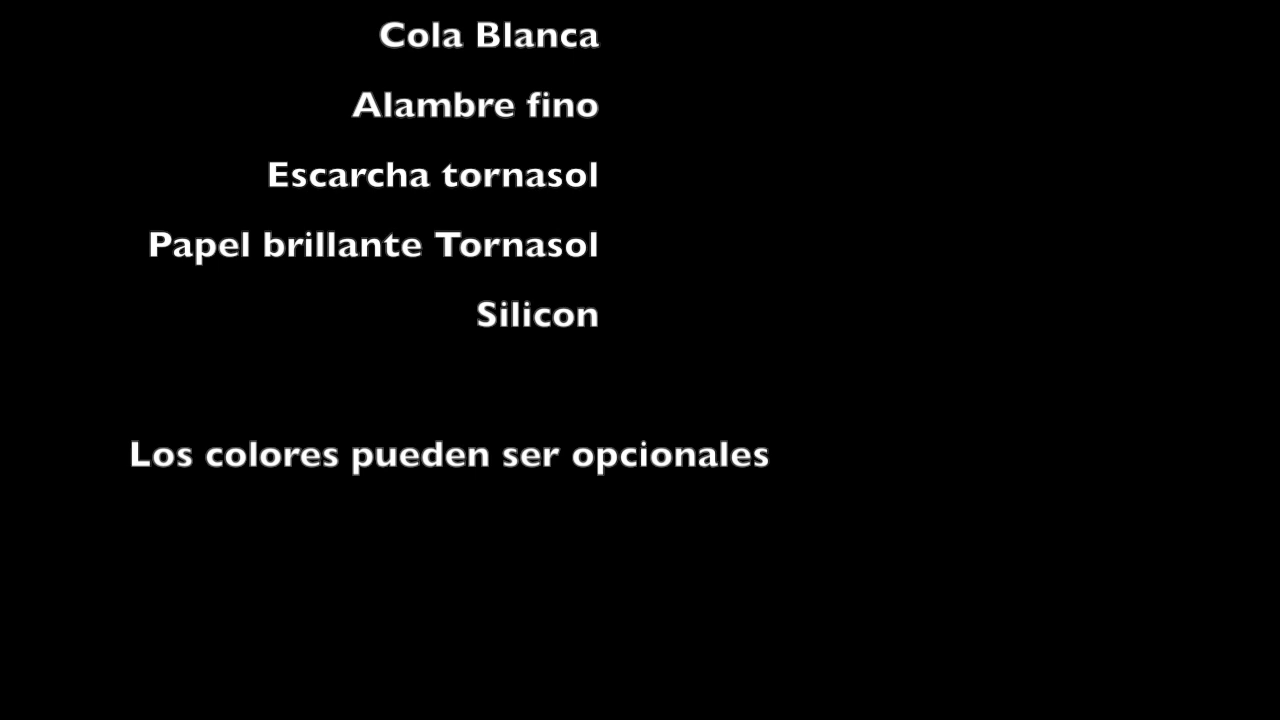 Cola Blanca
Alambre fino
Escarcha tornasol
Papel brillante Tornasol
Silicon
Los colores pueden ser opcionales